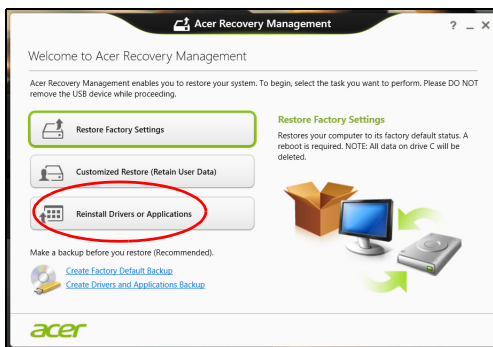 Acer Recovery Management
? _ X
Welcome to Acer Recovery Management
Acer Recovery Management enables you to restore your system. To begin, select the task you want to perform. Please DO NOT
remove the USB device while proceeding.
Restore Factory Settings
Customized Restore (Retain User Data)
Reinstall Drivers or Applications
Restore Factory Settings
Restores your computer to its factory default status. A
reboot is required. NOTE: All data on drive C will be
deleted.
Make a backup before you restore (Recommended).
Create Factory Default Backup
Create Drivers and Applications Backup
acer